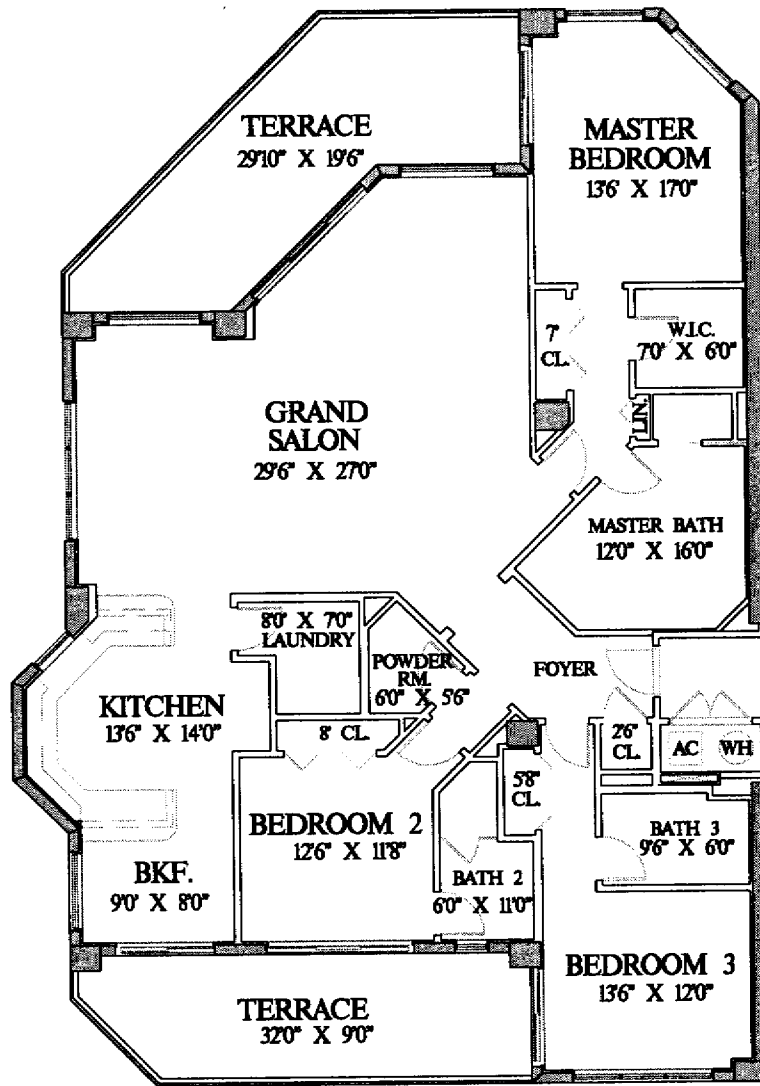 TERRACE
29'10" X 19'6"
MASTER
BEDROOM
13'6' X 17'0"
7'
CL.
W.I.C.
7'0' X 6'0"
LIN.
GRAND
SALON
29'6" X 27'0"
MASTER BATH
12'0" X 16'0"
8'0' X 7'0"
LAUNDRY
POWDER
RM.
6'0" X 5'6"
FOYER
KITCHEN
13'6" X 14'0"
8' CL.
2'6"
CL.
AC
WH
5'8"
CL.
BEDROOM 2
12'6" X 11'8"
BATH 3
9'6" X 6'0"
BKF.
9'0' X 8'0"
BATH 2
6'0" X 11'0"
BEDROOM 3
13'6" X 12'0"
TERRACE
32'0" X 9'0"